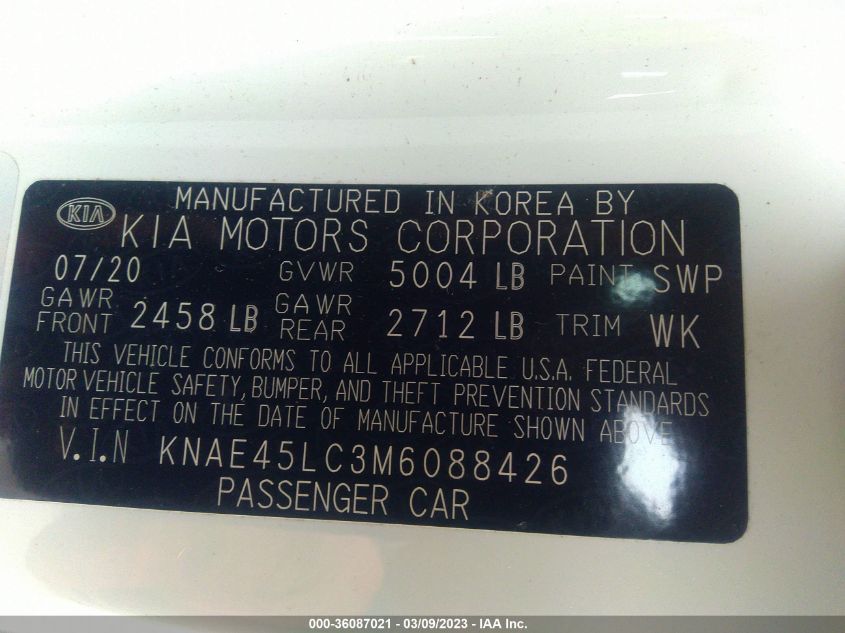 MANUFACTURED IN KOREA BY
KIA KIA MOTORS CORPORATION
07/20 GVWR 5004 LB PAINT SWP
GAWR FRONT 2458 LB GAWR REAR 2712 LB TRIM WK
THIS VEHICLE CONFORMS TO ALL APPLICABLE U.S.A. FEDERAL
MOTOR VEHICLE SAFETY, BUMPER, AND THEFT PREVENTION STANDARDS
IN EFFECT ON THE DATE OF MANUFACTURE SHOWN ABOVE
V.I.N KNAE45LC3M6088426
PASSENGER CAR
000-36087021 - 03/09/2023 - IAA Inc.